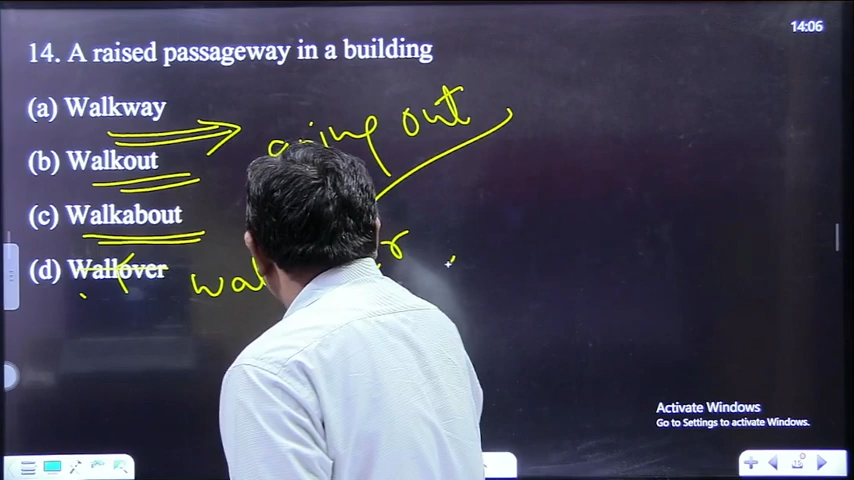 14:06
14. A raised passageway in a building
(a) Walkway
going out
(b) Walkout
(c) Walkabout
(d) Wallover
Activate Windows
Go to Settings to activate Windows.